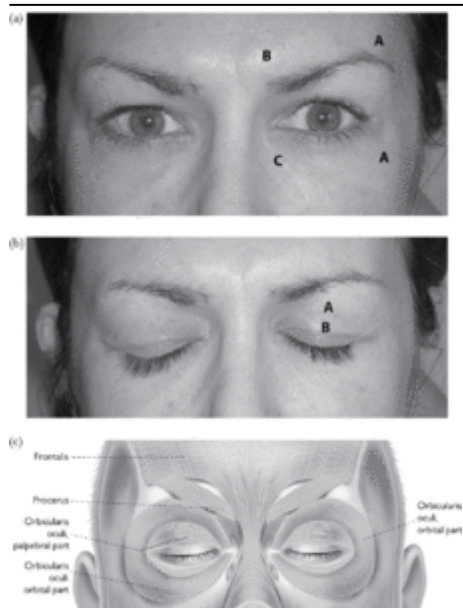 (a)
A
B
C
A
(b)
A
B
(c)
Frontalis
Procerus
Orbicularis
oculi,
palpebral part
Orbicularis
oculi
orbital part
Orbicularis
oculi,
orbital part